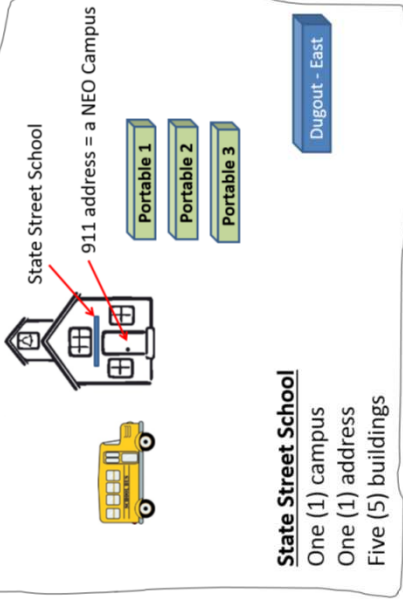 State Street School
911 address = a NEO Campus
Portable 1
Portable 2
Portable 3
Dugout - East
State Street School
One (1) campus
One (1) address
Five (5) buildings